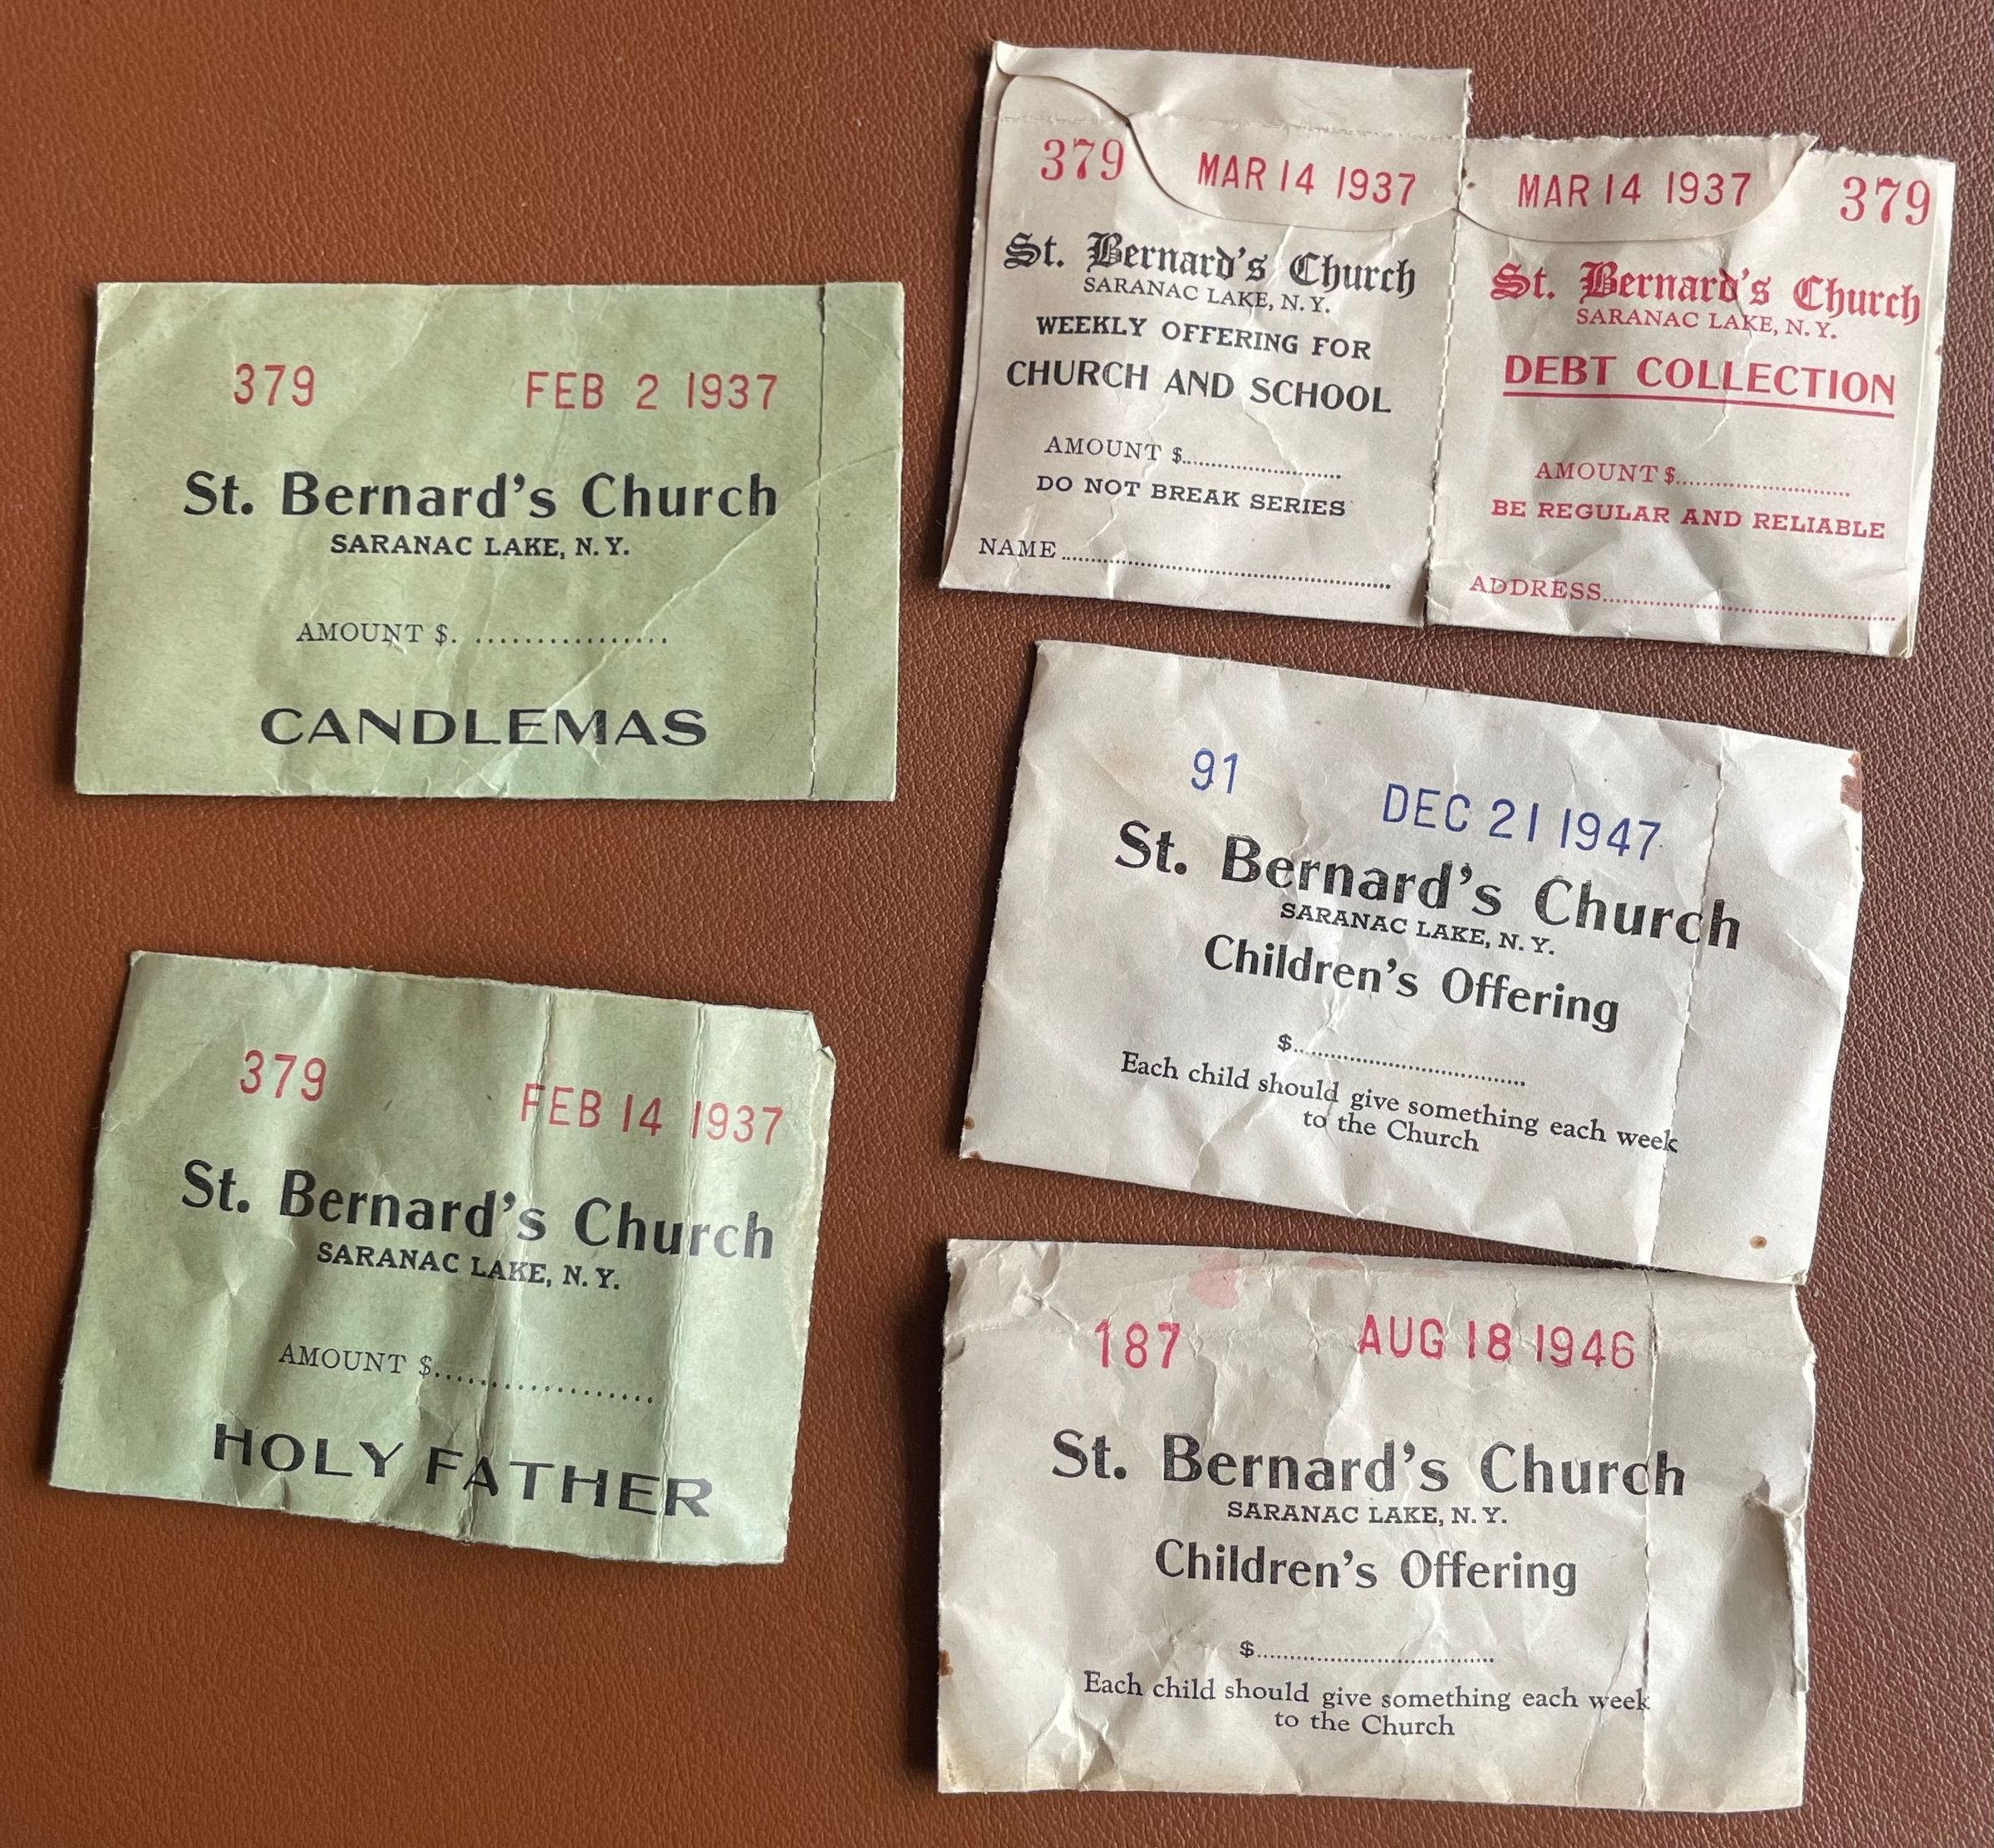 379 FEB 2 1937
St. Bernard's Church
SARANAC LAKE, N. Y.
AMOUNT $. ................
CANDLEMAS
379 FEB 14 1937
St. Bernard's Church
SARANAC LAKE, N. Y.
AMOUNT $..................
HOLY FATHER
379 MAR 14 1937
St. Bernard's Church
SARANAC LAKE, N. Y.
WEEKLY OFFERING FOR
CHURCH AND SCHOOL
AMOUNT $..............................
DO NOT BREAK SERIES
NAME..............................
MAR 14 1937 379
St. Bernard's Church
SARANAC LAKE, N. Y.
DEBT COLLECTION
AMOUNT $..............................
BE REGULAR AND RELIABLE
ADDRESS..............................
91 DEC 21 1947
St. Bernard's Church
SARANAC LAKE, N. Y.
Children's Offering
$..............................
Each child should give something each week
to the Church
187 AUG 18 1946
St. Bernard's Church
SARANAC LAKE, N. Y.
Children's Offering
$..............................
Each child should give something each week
to the Church